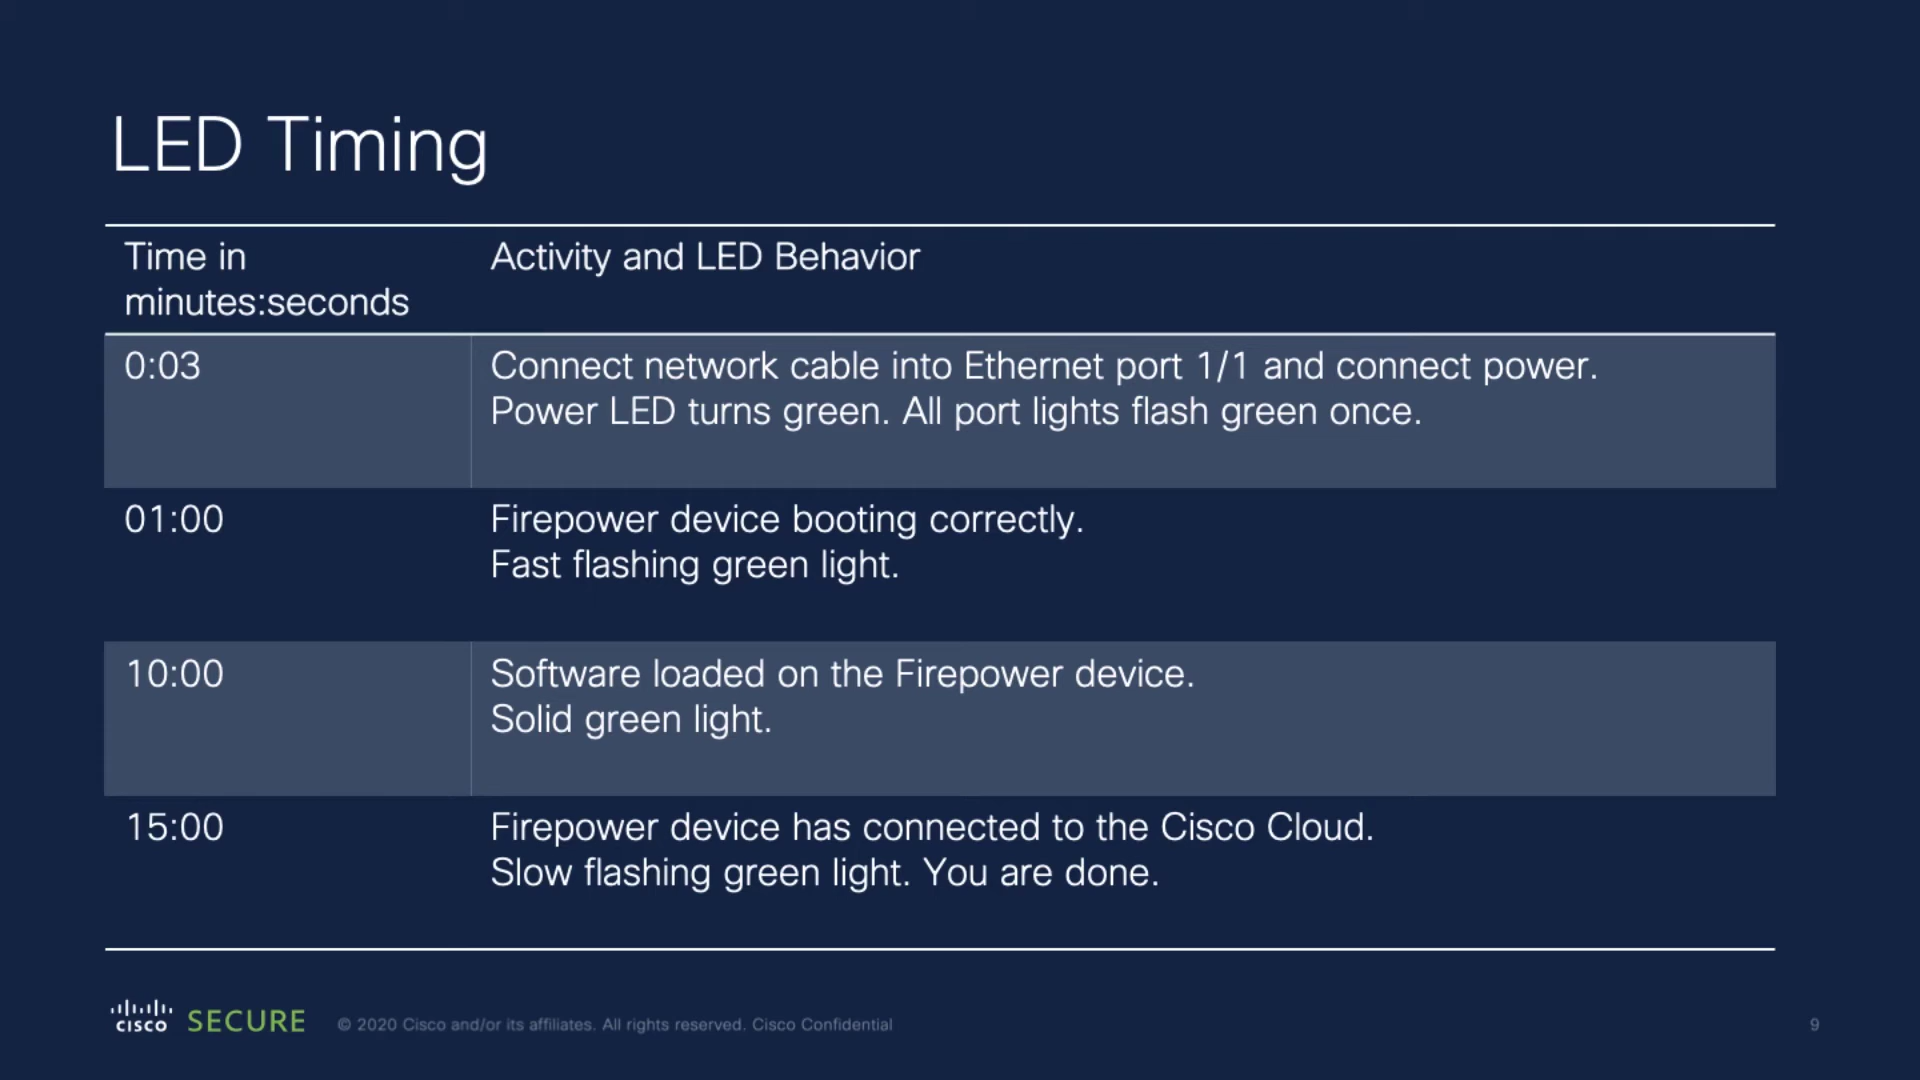 LED Timing
Time in
minutes:seconds
Activity and LED Behavior
0:03
Connect network cable into Ethernet port 1/1 and connect power.
Power LED turns green. All port lights flash green once.
01:00
Firepower device booting correctly.
Fast flashing green light.
10:00
Software loaded on the Firepower device.
Solid green light.
15:00
Firepower device has connected to the Cisco Cloud.
Slow flashing green light. You are done.
CISCO SECURE © 2020 Cisco and/or its affiliates. All rights reserved. Cisco Confidential 9